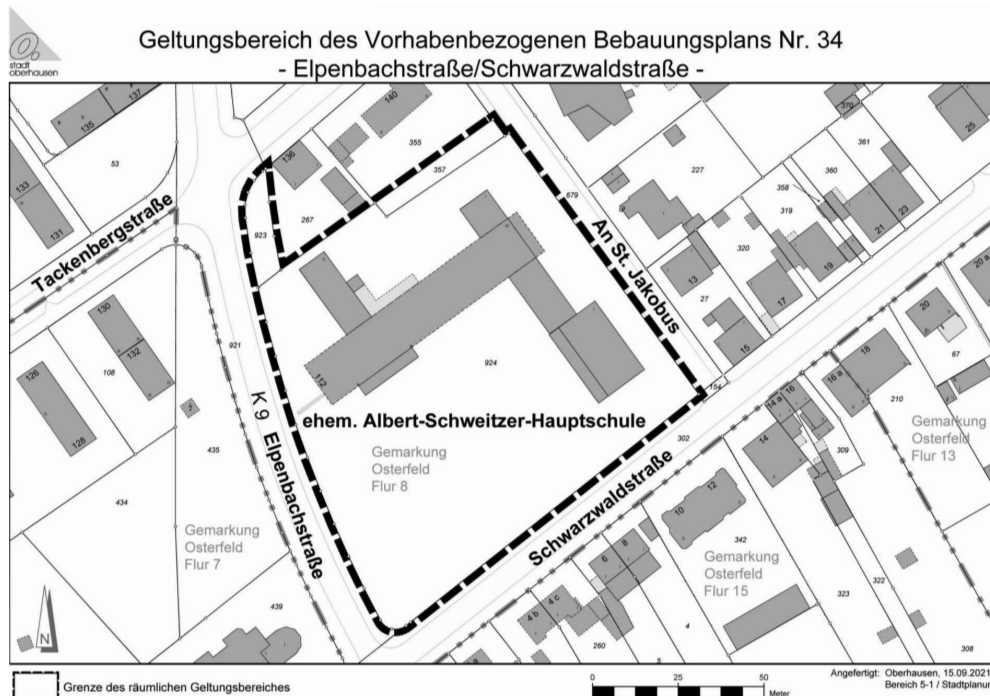 stadt
oberhausen
Geltungsbereich des Vorhabenbezogenen Bebauungsplans Nr. 34
- Elpenbachstraße/Schwarzwaldstraße -
137
135
140
370
25
53
136
355
361
357
227
360
133
358
679
319
131
267
23
21
923
320
Tackenbergstraße
An St. Jakobus
19
20 a
13
17
27
130
20
921
15
18
132
924
67
126
108
112
154
16 a
16
14 a
K 9 Elpenbachstraße
ehem. Albert-Schweitzer-Hauptschule
210
128
302
14
309
435
Gemarkung
Osterfeld
Flur 8
Gemarkung
Osterfeld
Flur 13
Schwarzwaldstraße
12
434
10
Gemarkung
Osterfeld
Flur 7
342
8
6
Gemarkung
Osterfeld
Flur 15
322
323
4 c
4 b
439
4
260
308
5
N
Grenze des räumlichen Geltungsbereiches
0 25 50
Meter
Angefertigt: Oberhausen, 15.09.2021
Bereich 5-1 / Stadtplanung